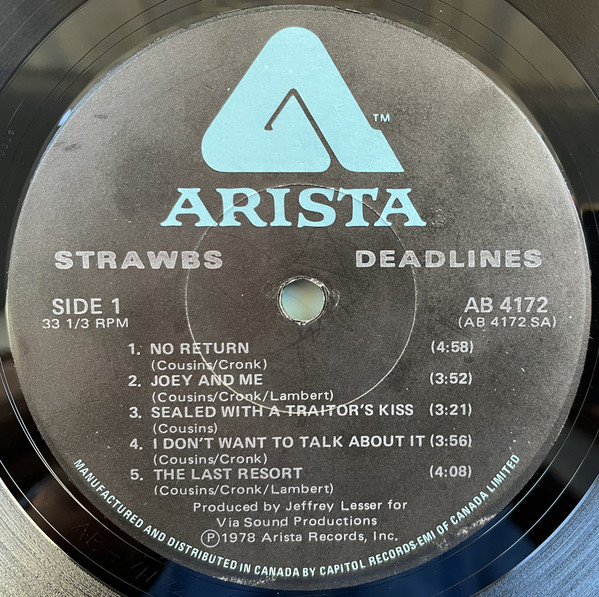 TM
ARISTA
STRAWBS DEADLINES
SIDE 1 AB 4172
33 1/3 RPM (AB 4172.SA)
1. NO RETURN (4:58)
(Cousins/Cronk)
2. JOEY AND ME (3:52)
(Cousins/Cronk/Lambert)
3. SEALED WITH A TRAITOR'S KISS (3:21)
(Cousins)
4. I DON'T WANT TO TALK ABOUT IT (3:56)
(Cousins/Cronk)
5. THE LAST RESORT (4:08)
(Cousins/Cronk/Lambert)
Produced by Jeffrey Lesser for
Via Sound Productions
Ⓟ1978 Arista Records, Inc.
MANUFACTURED AND DISTRIBUTED IN CANADA BY CAPITOL RECORDS-EMI OF CANADA LIMITED